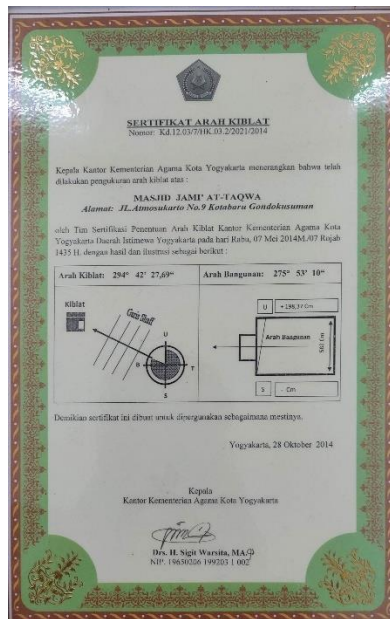 SERTIFIKAT ARAH KIBLAT
Nomor: Kd.12.03/7/HK.03.2/2021/2014
Kepala Kantor Kementerian Agama Kota Yogyakarta menerangkan bahwa telah
dilakukan pengukuran arah kiblat atas :
MASJID JAMI' AT-TAQWA
Alamat: JL.Atmosukarto No.9 Kotabaru Gondokusuman
oleh Tim Sertifikasi Penentuan Arah Kiblat Kantor Kementerian Agama Kota
Yogyakarta Daerah Istimewa Yogyakarta pada hari Rabu, 07 Mei 2014M./07 Rojab
1435 H. dengan hasil dan ilustrasi sebagai berikut :
Arah Kiblat: 294° 42' 27,69"
Arah Bangunan: 275° 53' 10"
Kiblat
Garis Shaff
U
B
T
S
U
+ 196,37 Cm
Arah Bangunan
S
- Cm
Demikian sertifikat ini dibuat untuk dipergunakan sebagaimana mestinya.
Yogyakarta, 28 Oktober 2014
Kepala
Kantor Kementerian Agama Kota Yogyakarta
Drs. H. Sigit Warsita, MA
NIP. 19650206 199203 1 002